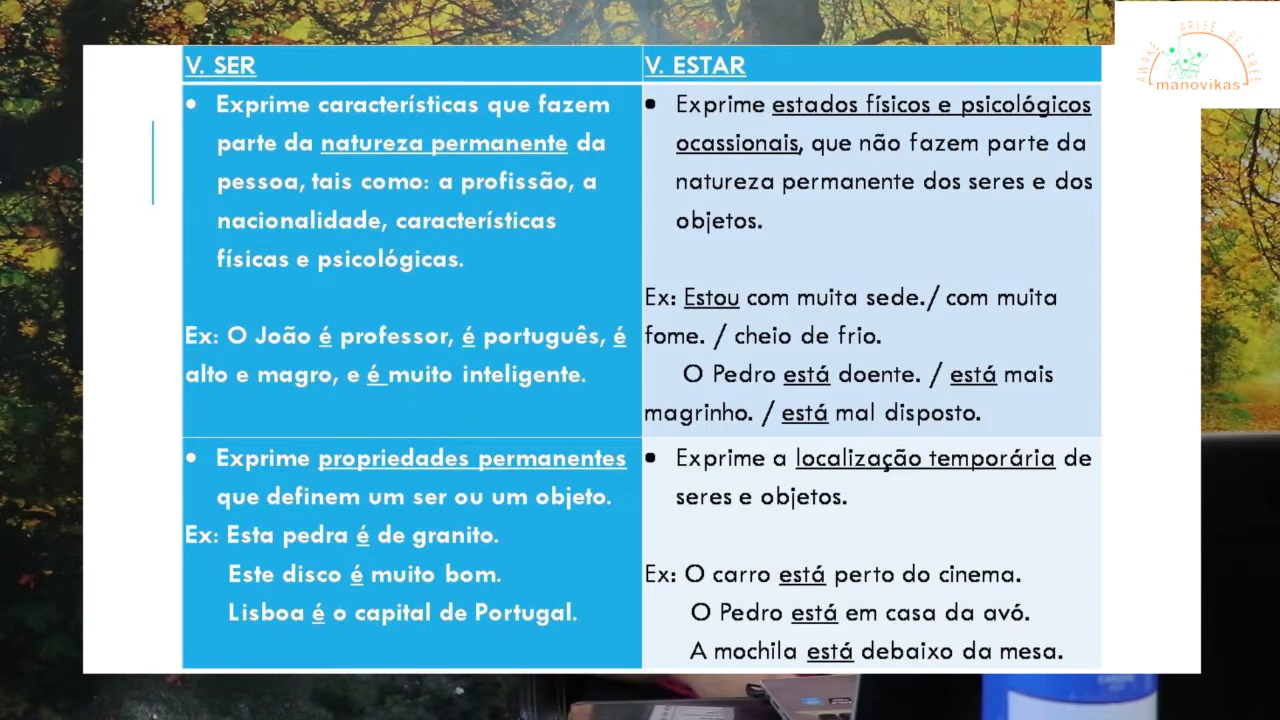 V. SER
• Exprime características que fazem
parte da natureza permanente da
pessoa, tais como: a profissão, a
nacionalidade, características
físicas e psicológicas.
Ex: O João é professor, é português, é
alto e magro, e é muito inteligente.
V. ESTAR
• Exprime estados físicos e psicológicos
ocassionais, que não fazem parte da
natureza permanente dos seres e dos
objetos.
Ex: Estou com muita sede./ com muita
fome. / cheio de frio.
O Pedro está doente. / está mais
magrinho. / está mal disposto.
• Exprime propriedades permanentes
que definem um ser ou um objeto.
Ex: Esta pedra é de granito.
Este disco é muito bom.
Lisboa é o capital de Portugal.
• Exprime a localização temporária de
seres e objetos.
Ex: O carro está perto do cinema.
O Pedro está em casa da avó.
A mochila está debaixo da mesa.
AWAKE ARISE BE FREE
manovikas